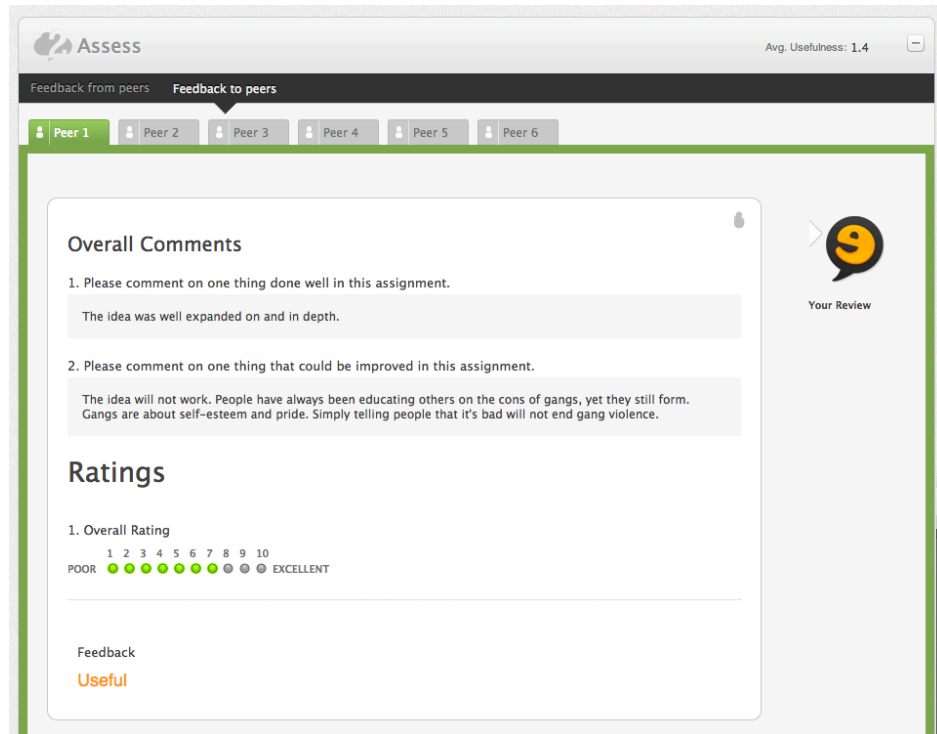 2 Assess
Avg. Usefulness: 1.4
Feedback from peers Feedback to peers
Peer 1 Peer 2 Peer 3 Peer 4 Peer 5 Peer 6
Overall Comments
1. Please comment on one thing done well in this assignment.
The idea was well expanded on and in depth.
2. Please comment on one thing that could be improved in this assignment.
The idea will not work. People have always been educating others on the cons of gangs, yet they still form.
Gangs are about self-esteem and pride. Simply telling people that it's bad will not end gang violence.
Ratings
1. Overall Rating
1 2 3 4 5 6 7 8 9 10
POOR EXCELLENT
Feedback
Useful
Your Review